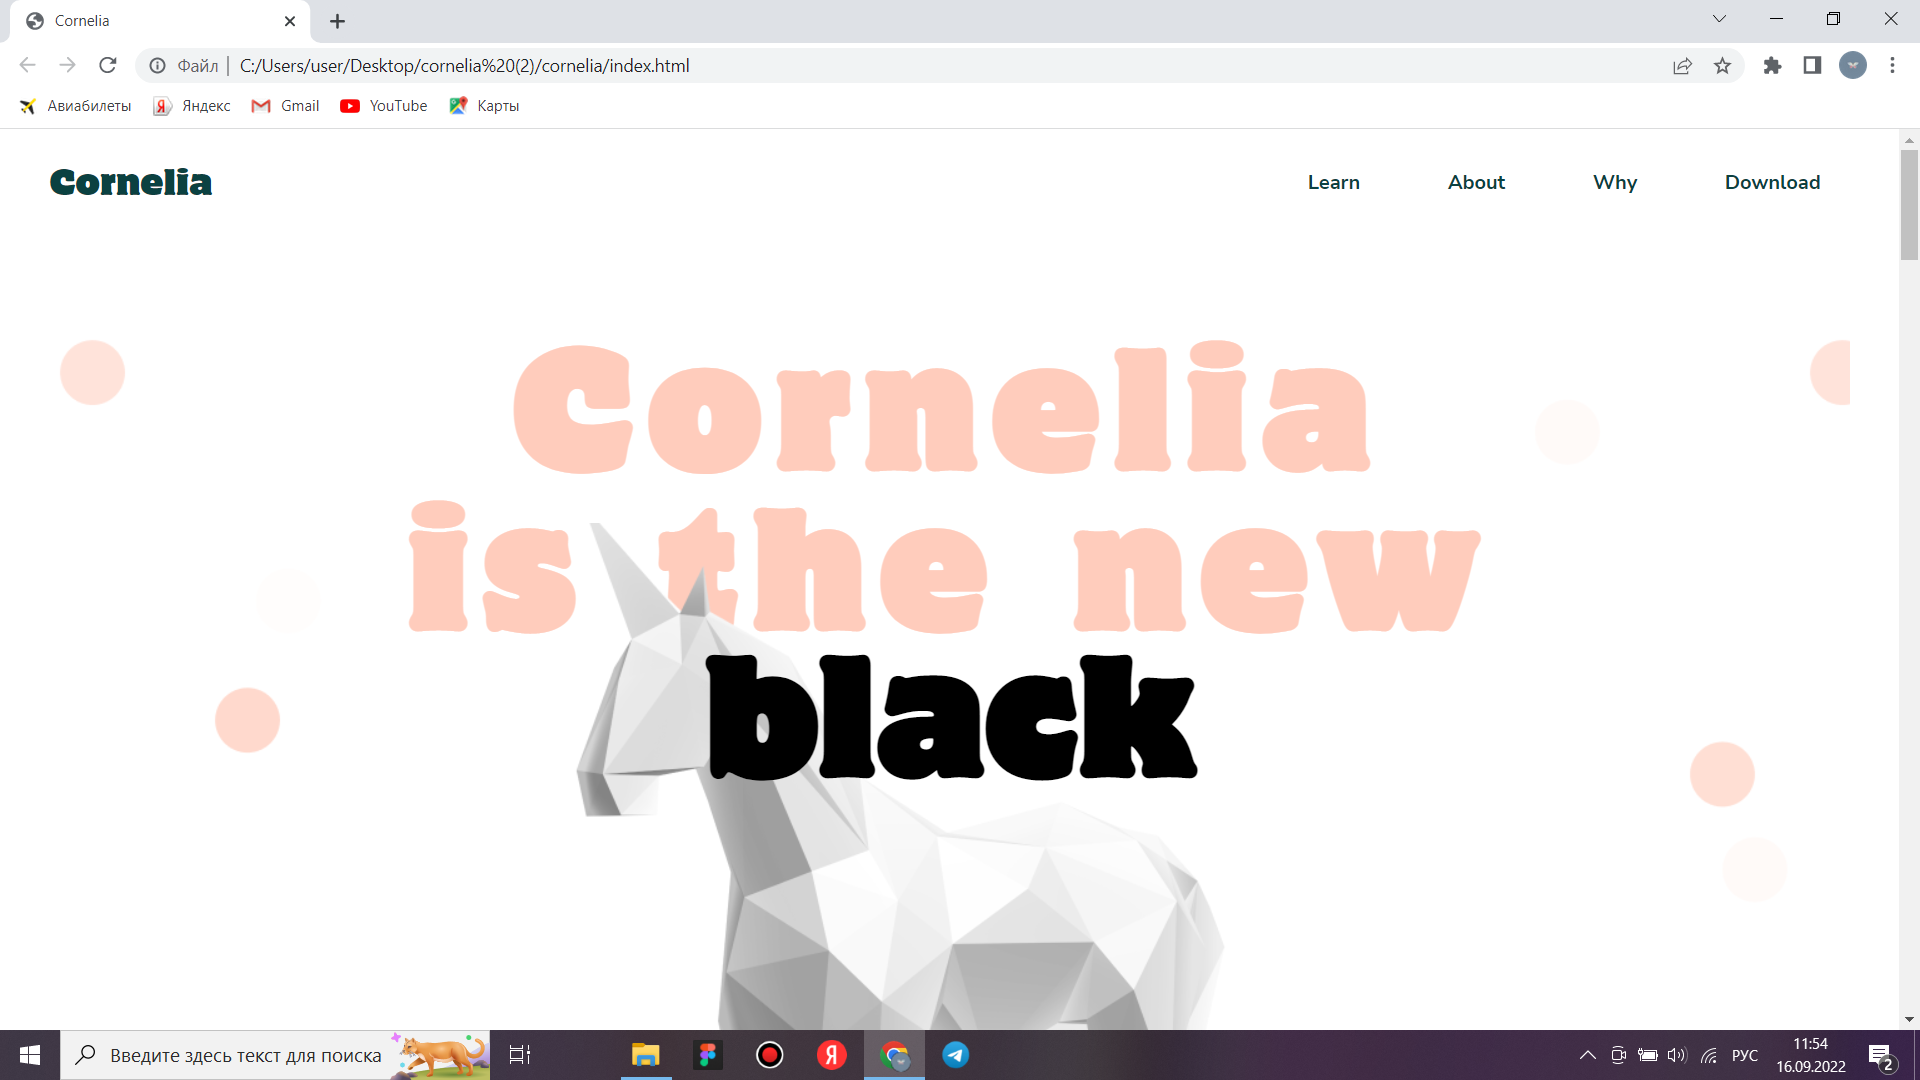 Cornelia
Файл | C:/Users/user/Desktop/cornelia%20(2)/cornelia/index.html
Авиабилеты Яндекс Gmail YouTube Карты
Cornelia Learn About Why Download
Cornelia
is the new
black
Введите здесь текст для поиска
Я
РУС
11:54
16.09.2022
2